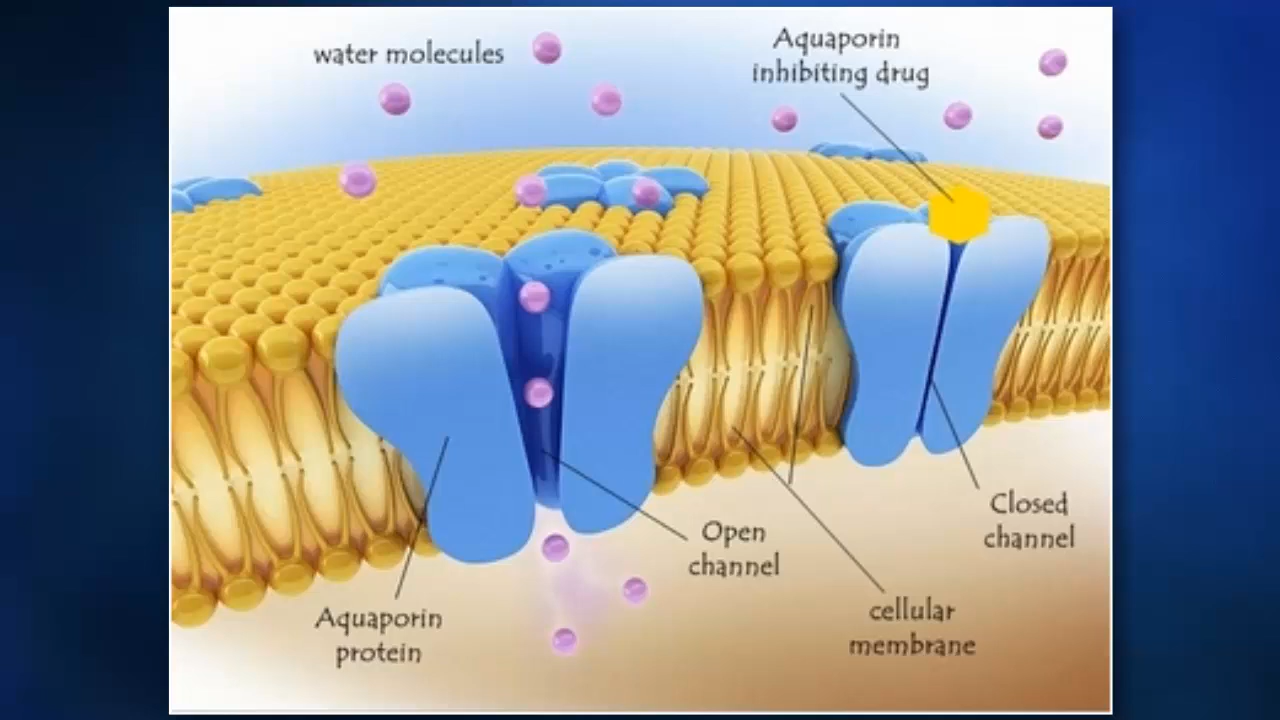 water molecules
Aquaporin
inhibiting drug
Open
channel
Closed
channel
Aquaporin
protein
cellular
membrane